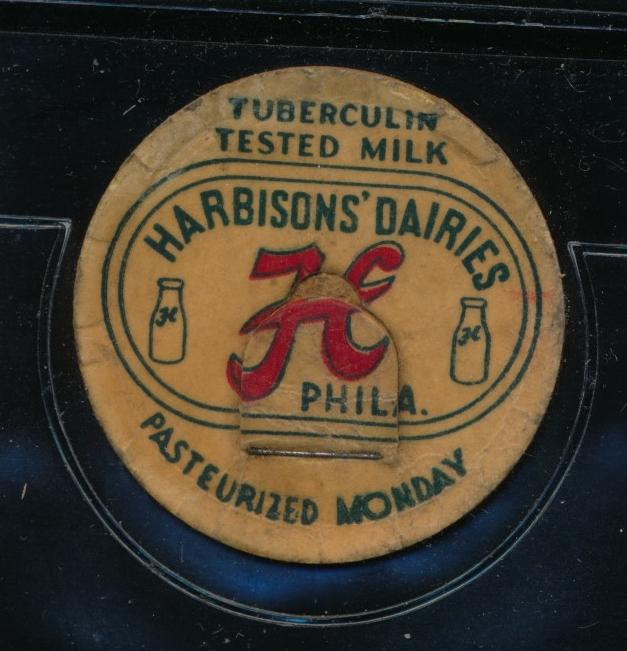 TUBERCULIN
TESTED MILK
HARBISONS' DAIRIES
H
H
H
PHILA.
PASTEURIZED MONDAY